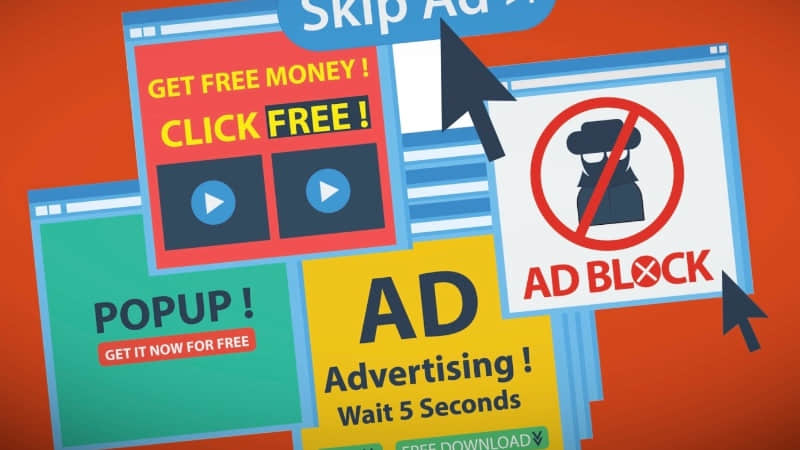 Skip Ad
GET FREE MONEY !
CLICK FREE !
AD BLOCK
POPUP !
GET IT NOW FOR FREE
AD
Advertising !
Wait 5 Seconds
FREE DOWNLOAD